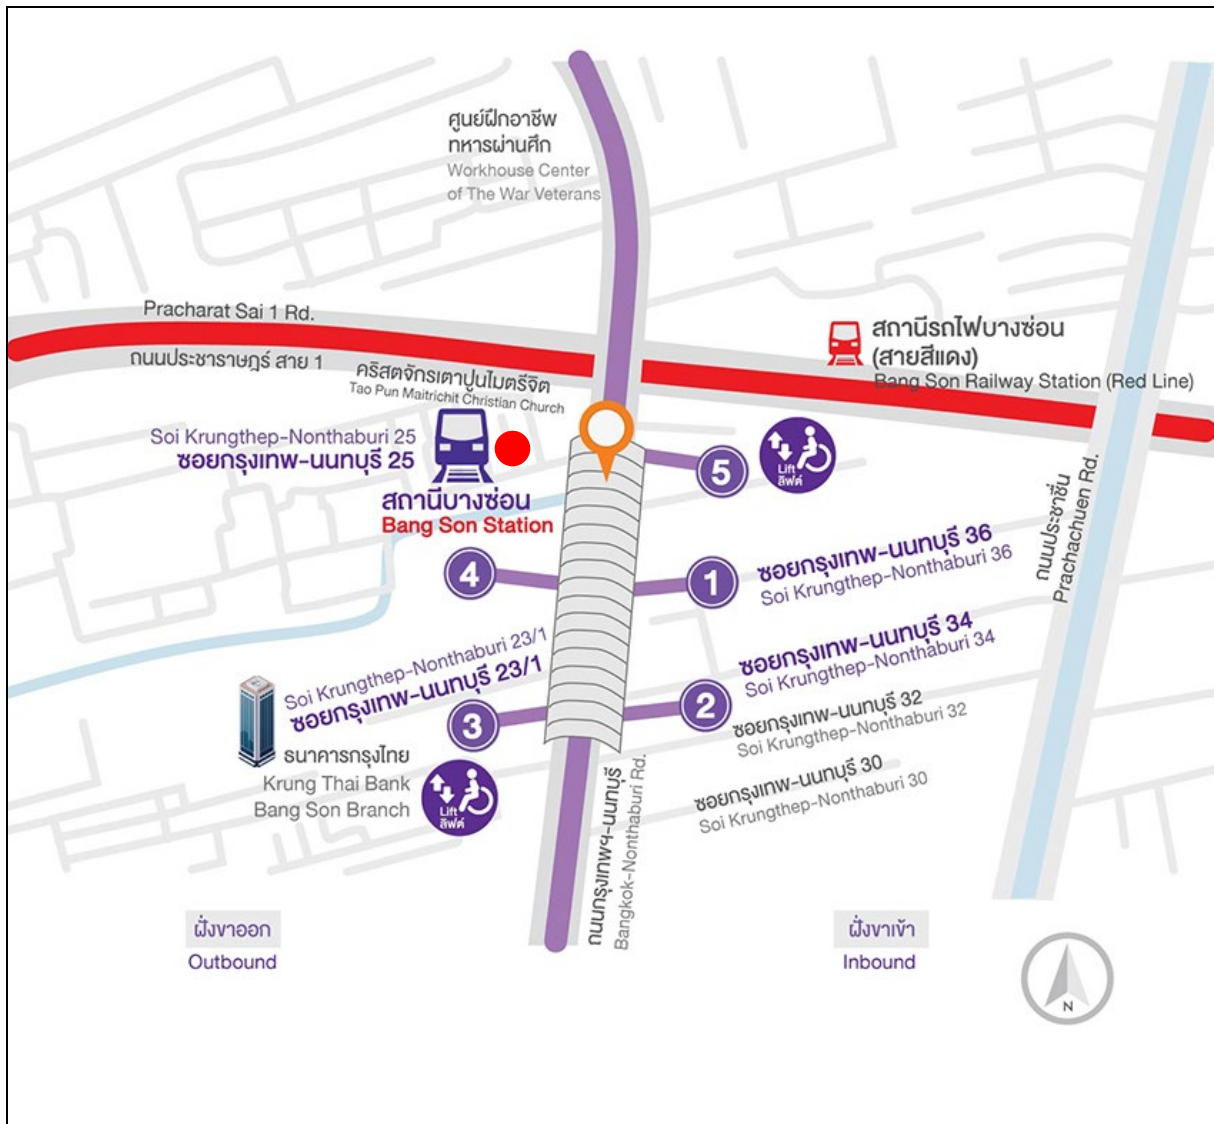 ศูนย์ฝึกอาชีพ
ทหารผ่านศึก
Workhouse Center
of The War Veterans
Pracharat Sai 1 Rd.
ถนนประชาราษฎร์ สาย 1
สถานีรถไฟบางซ่อน
(สายสีแดง)
Bang Son Railway Station (Red Line)
คริสตจักรเตาปูนไมตรีจิต
Tao Pun Maitrichit Christian Church
Soi Krungthep-Nonthaburi 25
ซอยกรุงเทพ-นนทบุรี 25
สถานีบางซ่อน
Bang Son Station
5
Lift
ลิฟต์
ถนนประชาชื่น
Prachachuen Rd.
4
1
ซอยกรุงเทพ-นนทบุรี 36
Soi Krungthep-Nonthaburi 36
ซอยกรุงเทพ-นนทบุรี 34
Soi Krungthep-Nonthaburi 34
Soi Krungthep-Nonthaburi 23/1
ซอยกรุงเทพ-นนทบุรี 23/1
3
2
ซอยกรุงเทพ-นนทบุรี 32
Soi Krungthep-Nonthaburi 32
ธนาคารกรุงไทย
Krung Thai Bank
Bang Son Branch
Lift
ลิฟต์
ซอยกรุงเทพ-นนทบุรี 30
Soi Krungthep-Nonthaburi 30
ถนนกรุงเทพฯ-นนทบุรี
Bangkok-Nonthaburi Rd.
ฝั่งขาออก
Outbound
ฝั่งขาเข้า
Inbound
N